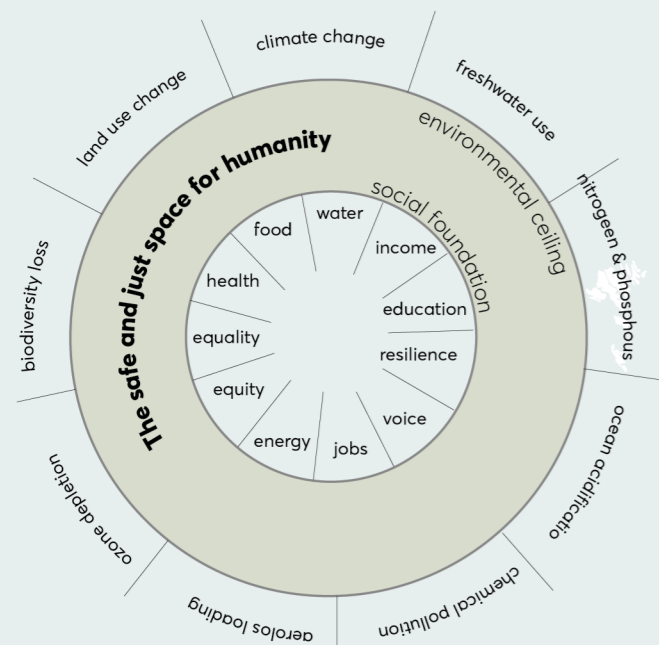 climate change
freshwater use
nitrogeen & phosphous
ocean acidificatio
chemical pollution
aerolos loading
ozone depletion
biodiversity loss
land use change
environmental ceiling
The safe and just space for humanity
social foundation
water
income
education
resilience
voice
jobs
energy
equity
equality
health
food